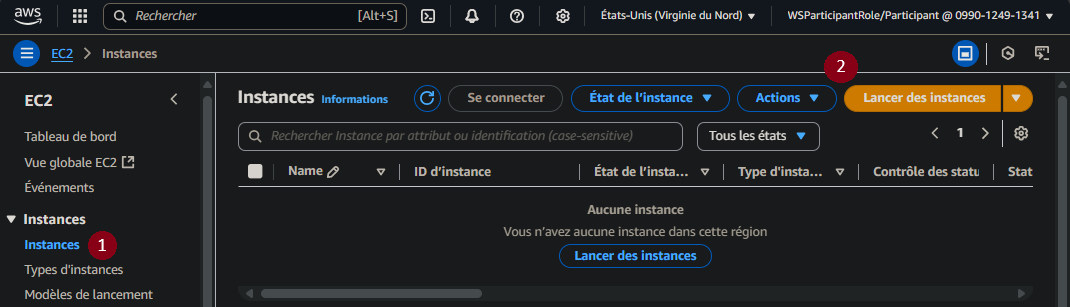 aws Rechercher [Alt+S] États-Unis (Virginie du Nord) WSParticipantRole/Participant @ 0990-1249-1341
EC2 Instances
2
EC2
Instances Informations Se connecter État de l'instance Actions Lancer des instances
Rechercher Instance par attribut ou identification (case-sensitive) Tous les états 1
Tableau de bord
Vue globale EC2
Événements
Name ID d'instance État de l'insta... Type d'insta... Contrôle des statu Stat
Aucune instance
Vous n'avez aucune instance dans cette région
Lancer des instances
Instances
Instances 1
Types d'instances
Modèles de lancement